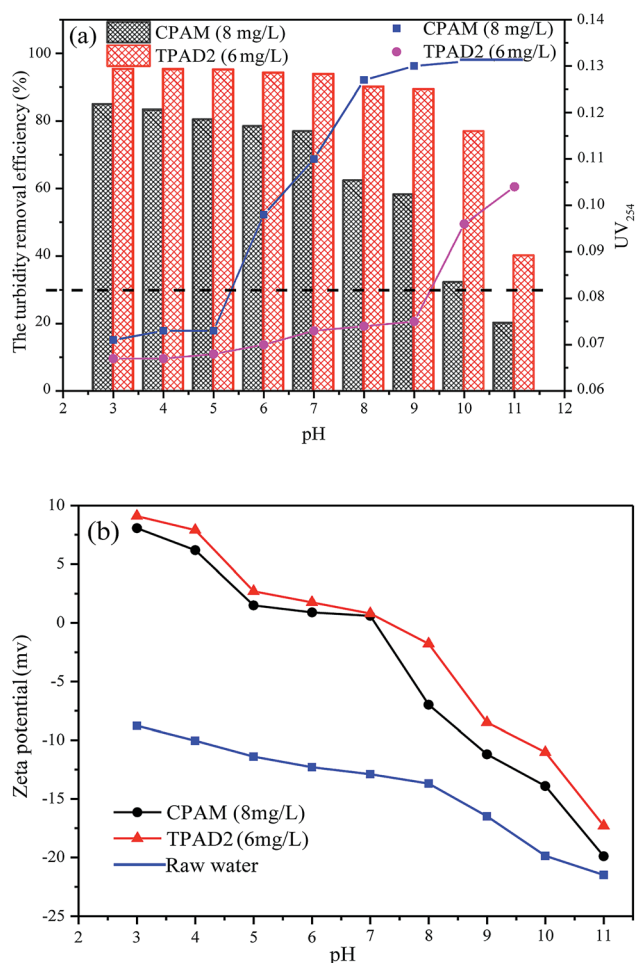 (a)
CPAM (8 mg/L)
TPAD2 (6 mg/L)
CPAM (8 mg/L)
TPAD2 (6 mg/L)
The turbidity removal efficiency (%)
100
80
60
40
20
0
0.14
0.13
0.12
0.11
0.10
0.09
0.08
0.07
0.06
UV254
2 3 4 5 6 7 8 9 10 11 12
pH
(b)
Zeta potential (mv)
10
5
0
-5
-10
-15
-20
-25
CPAM (8mg/L)
TPAD2 (6mg/L)
Raw water
2 3 4 5 6 7 8 9 10 11
pH